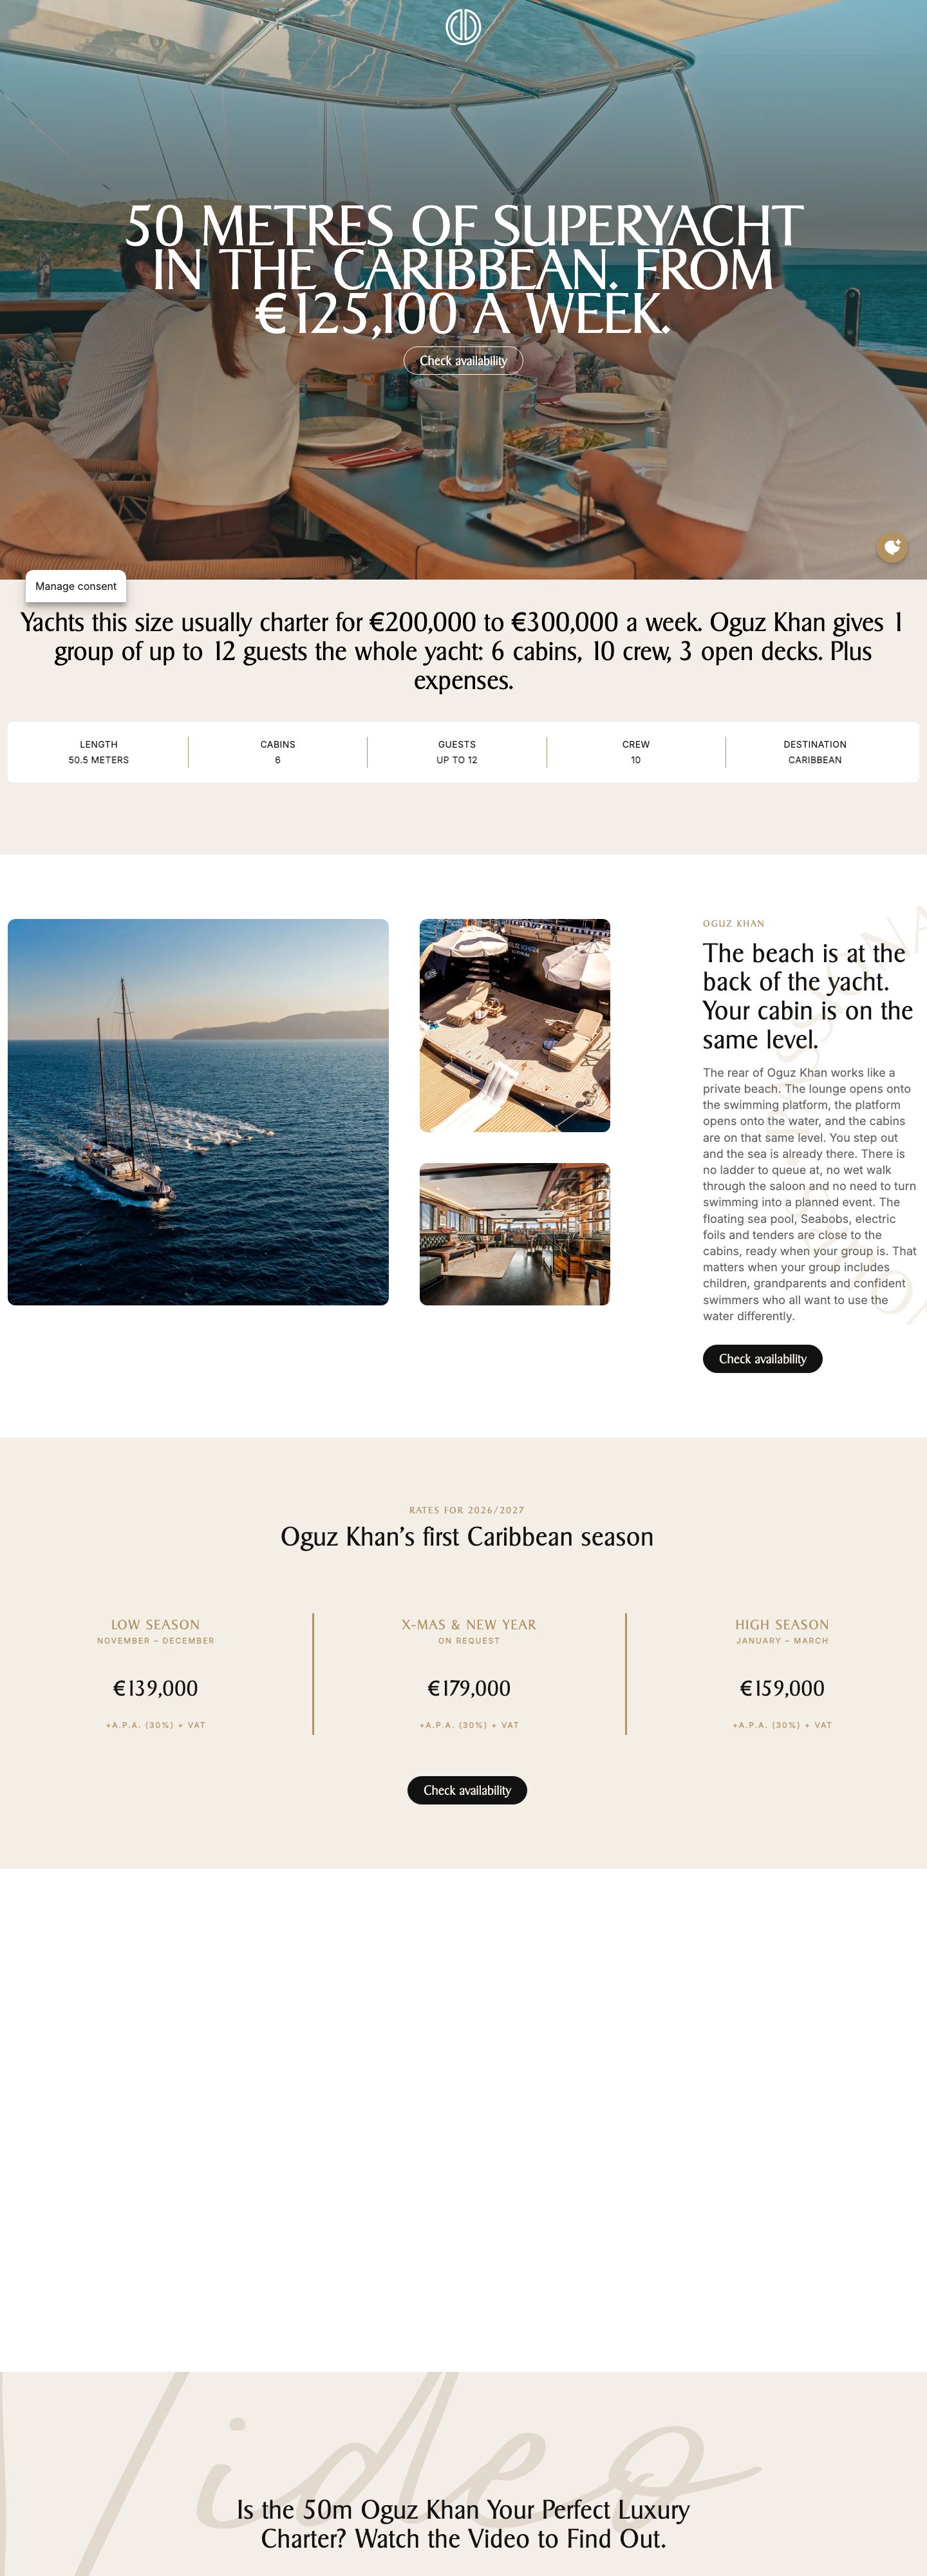 50 METRES OF SUPERYACHT
IN THE CARIBBEAN. FROM
€125,100 A WEEK.
Check availability
Manage consent
Yachts this size usually charter for €200,000 to €300,000 a week. Oguz Khan gives 1
group of up to 12 guests the whole yacht: 6 cabins, 10 crew, 3 open decks. Plus
expenses.
LENGTH
50.5 METERS
CABINS
6
GUESTS
UP TO 12
CREW
10
DESTINATION
CARIBBEAN
OGUZ KHAN
The beach is at the
back of the yacht.
Your cabin is on the
same level.
The rear of Oguz Khan works like a
private beach. The lounge opens onto
the swimming platform, the platform
opens onto the water, and the cabins
are on that same level. You step out
and the sea is already there. There is
no ladder to queue at, no wet walk
through the saloon and no need to turn
swimming into a planned event. The
floating sea pool, Seabobs, electric
foils and tenders are close to the
cabins, ready when your group is. That
matters when your group includes
children, grandparents and confident
swimmers who all want to use the
water differently.
Check availability
RATES FOR 2026/2027
Oguz Khan’s first Caribbean season
LOW SEASON
NOVEMBER – DECEMBER
€139,000
+A.P.A. (30%) + VAT
X-MAS & NEW YEAR
ON REQUEST
€179,000
+A.P.A. (30%) + VAT
HIGH SEASON
JANUARY – MARCH
€159,000
+A.P.A. (30%) + VAT
Check availability
Video
Is the 50m Oguz Khan Your Perfect Luxury
Charter? Watch the Video to Find Out.